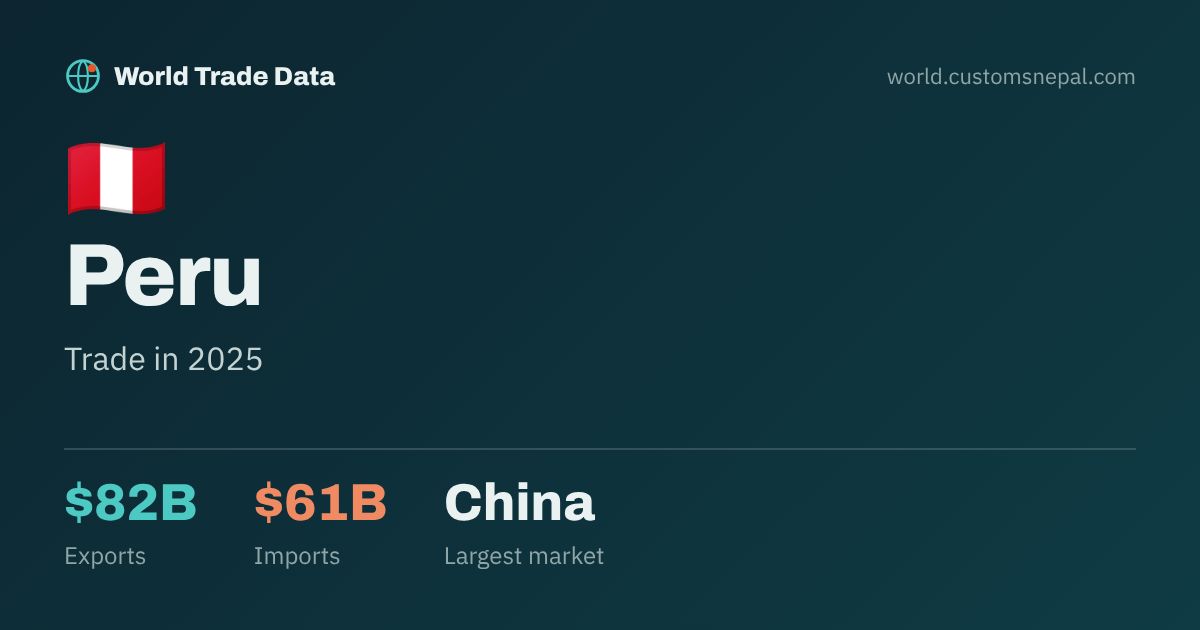 World Trade Data
world.customsnepal.com
Peru
Trade in 2025
$82B
Exports
$61B
Imports
China
Largest market